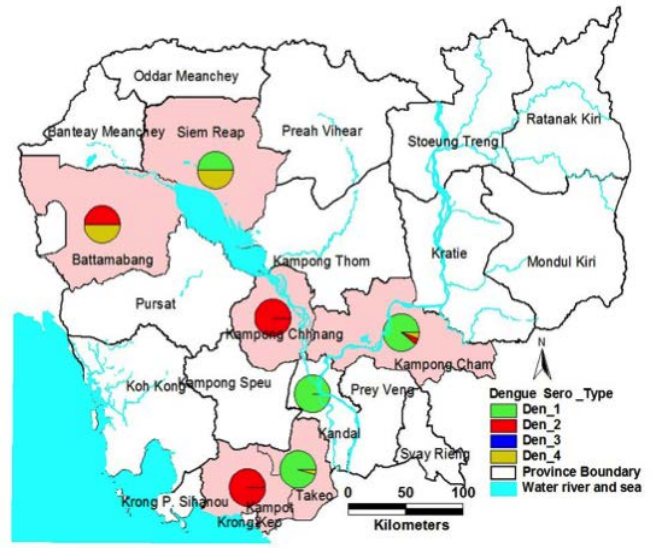 Oddar Meanchey
Banteay Meanchey
Siem Reap
Preah Vihear
Stoeung Treng
Ratanak Kiri
Battamabang
Kampong Thom
Kratie
Mondul Kiri
Pursat
Kampong Chhnang
Kampong Cham
Koh Kong
Kampong Speu
Prey Veng
Kandal
Svay Rieng
Takeo
Krong P. Sihanou
Kampot
Krong Kep
N
Dengue Sero _Type
Den_1
Den_2
Den_3
Den_4
Province Boundary
Water river and sea
0 50 100
Kilometers